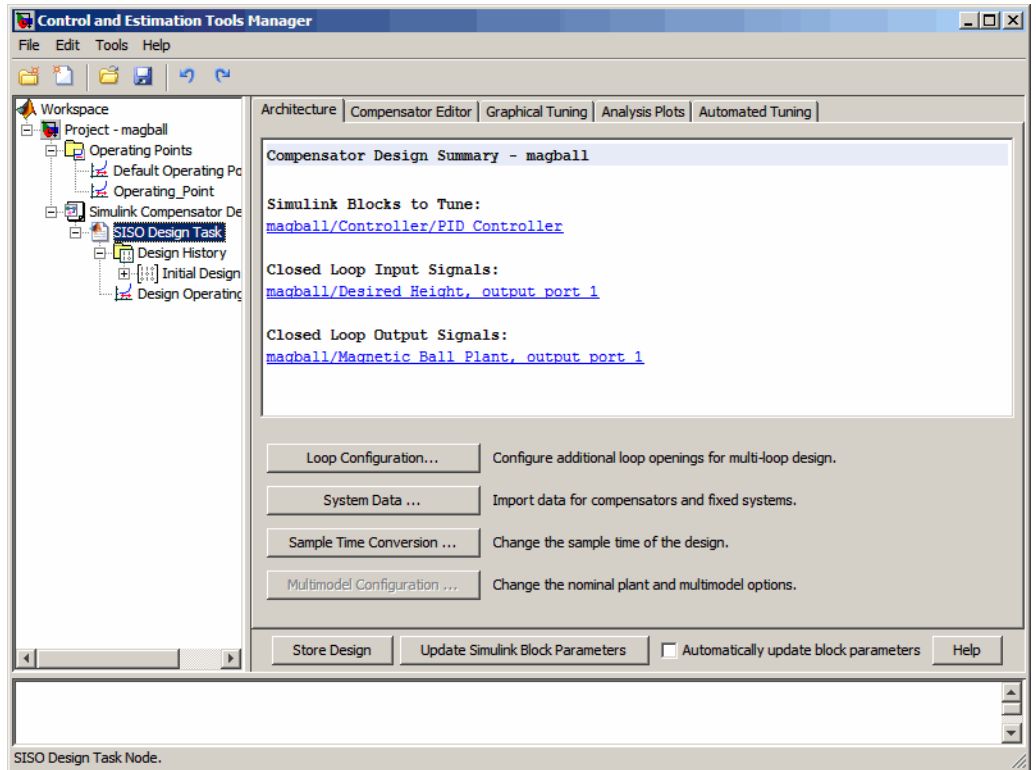 Control and Estimation Tools Manager
File Edit Tools Help
Workspace
Project - magball
Operating Points
Default Operating Po
Operating_Point
Simulink Compensator De
SISO Design Task
Design History
Initial Design
Design Operating
Architecture Compensator Editor Graphical Tuning Analysis Plots Automated Tuning
Compensator Design Summary - magball
Simulink Blocks to Tune:
magball/Controller/PID Controller
Closed Loop Input Signals:
magball/Desired Height, output port 1
Closed Loop Output Signals:
magball/Magnetic Ball Plant, output port 1
Loop Configuration... Configure additional loop openings for multi-loop design.
System Data ... Import data for compensators and fixed systems.
Sample Time Conversion ... Change the sample time of the design.
Multimodel Configuration ... Change the nominal plant and multimodel options.
Store Design Update Simulink Block Parameters Automatically update block parameters Help
SISO Design Task Node.